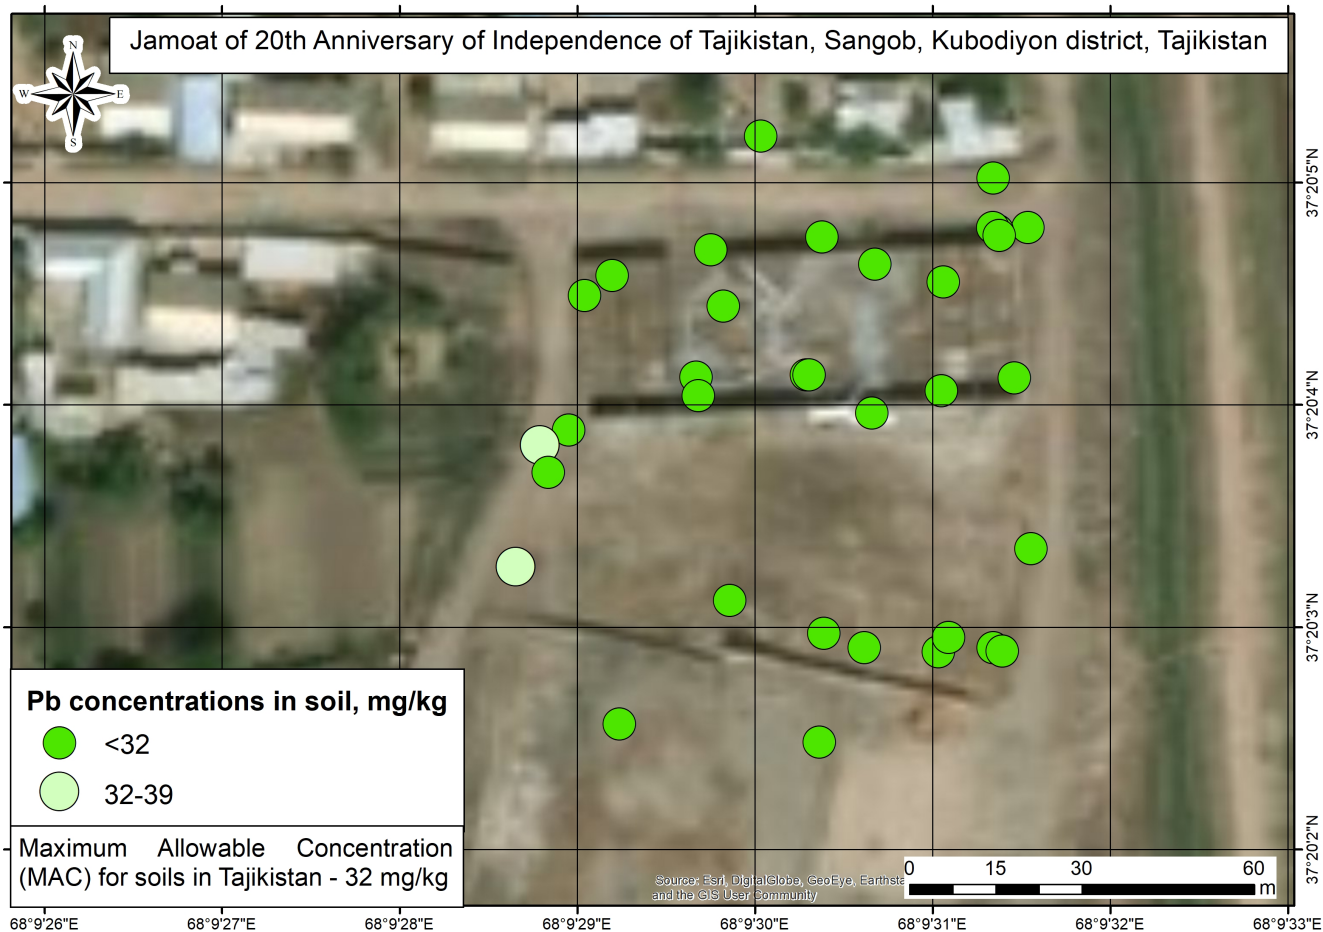 Jamoat of 20th Anniversary of Independence of Tajikistan, Sangob, Kubodiyon district, Tajikistan
N
W E
S
37°20'5"N
37°20'4"N
37°20'3"N
37°20'2"N
Pb concentrations in soil, mg/kg
<32
32-39
Maximum Allowable Concentration
(MAC) for soils in Tajikistan - 32 mg/kg
0 15 30 60
m
Source: Esri, DigitalGlobe, GeoEye, Earthsta
and the GIS User Community
68°9'26"E 68°9'27"E 68°9'28"E 68°9'29"E 68°9'30"E 68°9'31"E 68°9'32"E 68°9'33"E